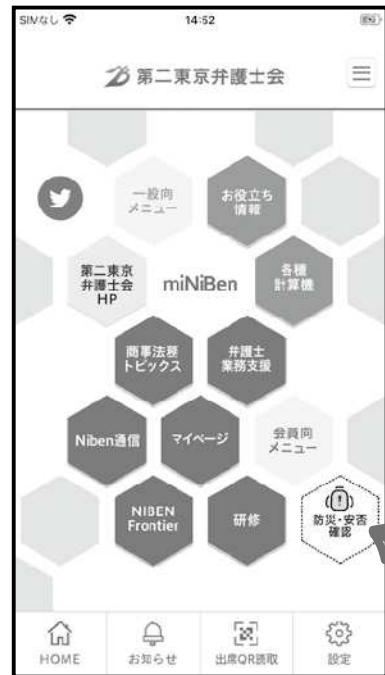 SIMなし
14:52
第二東京弁護士会
一般向
メニュー
お役立ち
情報
第二東京
弁護士会
HP
miNiBen
各種
計算機
商事法務
トピックス
弁護士
業務支援
Niben通信
マイページ
会員向
メニュー
NIBEN
Frontier
研修
防災・安否
確認
HOME
お知らせ
出席QR読取
設定